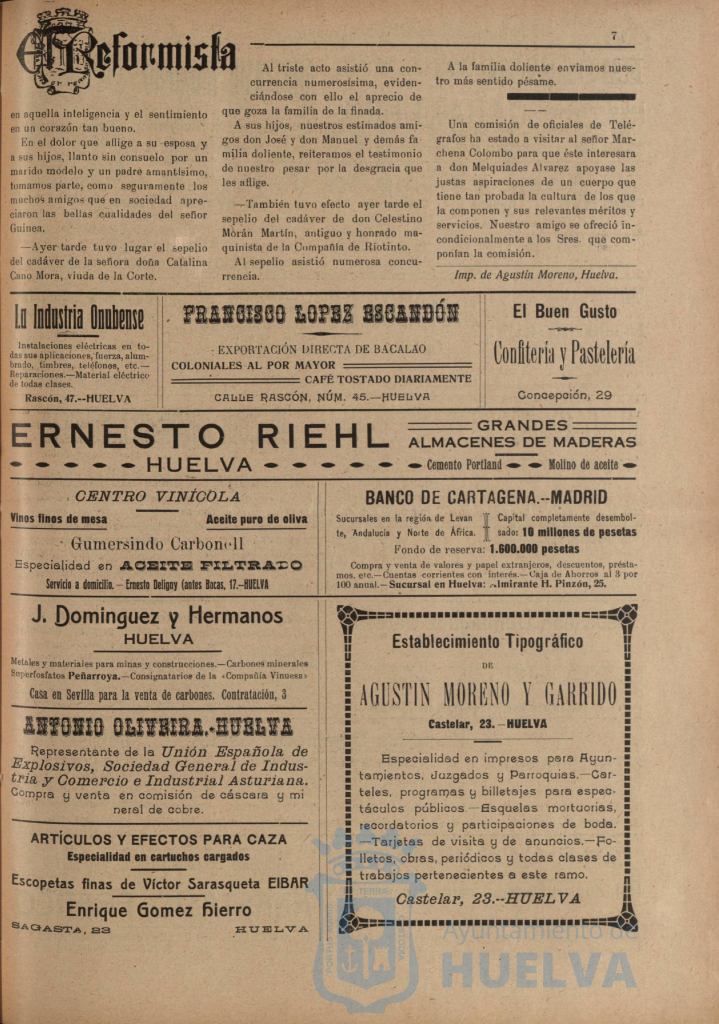 El Reformista
7
en aquella inteligencia y el sentimiento
en un corazón tan bueno.
En el dolor que aflige a su esposa y
a sus hijos, llanto sin consuelo por un
marido modelo y un padre amantísimo,
tomamos parte, como seguramente los
muchos amigos que en sociedad apre-
ciaron las bellas cualidades del señor
Guinea.
—Ayer tarde tuvo lugar el sepelio
del cadáver de la señora doña Catalina
Cano Mora, viuda de la Corte.
Al triste acto asistió una con-
currencia numerosísima, eviden-
ciándose con ello el aprecio de
que goza la familia de la finada.
A sus hijos, nuestros estimados ami-
gos don José y don Manuel y demás fa-
milia doliente, reiteramos el testimonio
de nuestro pesar por la desgracia que
les aflige.
—También tuvo efecto ayer tarde el
sepelio del cadáver de don Celestino
Morán Martín, antiguo y honrado ma-
quinista de la Compañía de Riotinto.
Al sepelio asistió numerosa concu-
rrencia.
A la familia doliente enviamos nues-
tro más sentido pésame.
Una comisión de oficiales de Telé-
grafos ha estado a visitar al señor Mar-
chena Colombo para que éste interesara
a don Melquiades Alvarez apoyase las
justas aspiraciones de un cuerpo que
tiene tan probada la cultura de los que
la componen y sus relevantes méritos y
servicios. Nuestro amigo se ofreció in-
condicionalmente a los Sres. que com-
ponían la comisión.
Imp. de Agustín Moreno, Huelva.
La Industria Onubense
Instalaciones eléctricas en to-
das sus aplicaciones, fuerza, alum-
brado, timbres, teléfonos, etc.—
Reparaciones.—Material eléctrico
de todas clases.
Rascón, 47.--HUELVA
FRANCISCO LOPEZ ESCANDÓN
EXPORTACIÓN DIRECTA DE BACALAO
COLONIALES AL POR MAYOR
CAFÉ TOSTADO DIARIAMENTE
CALLE RASCÓN, NÚM. 45.—HUELVA
El Buen Gusto
Confitería y Pastelería
Concepción, 29
ERNESTO RIEHL
HUELVA
GRANDES
ALMACENES DE MADERAS
Cemento Portland
Molino de aceite
CENTRO VINÍCOLA
Vinos finos de mesa Aceite puro de oliva
Gumersindo Carbonell
Especialidad en ACEITE FILTRADO
Servicio a domicilio. — Ernesto Deligny (antes Bocas, 17.—HUELVA
BANCO DE CARTAGENA.--MADRID
Sucursales en la región de Levan
te, Andalucía y Norte de África.
Capital completamente desembol-
sado: 10 millones de pesetas
Fondo de reserva: 1.600.000 pesetas
Compra y venta de valores y papel extranjeros, descuentos, présta-
mos, etc.—Cuentas corrientes con interés.—Caja de Ahorros al 3 por
100 anual.—Sucursal en Huelva: Almirante H. Pinzón, 25.
J. Dominguez y Hermanos
HUELVA
Metales y materiales para minas y construcciones.—Carbones minerales
Superfosfatos Peñarroya.—Consignatarios de la «Compañía Vinuesa»
Casa en Sevilla para la venta de carbones. Contratación, 3
ANTONIO OLIVEIRA.-HUELVA
Representante de la Unión Española de
Explosivos, Sociedad General de Indus-
tria y Comercio e Industrial Asturiana.
Compra y venta en comisión de cáscara y mi
neral de cobre.
ARTÍCULOS Y EFECTOS PARA CAZA
Especialidad en cartuchos cargados
Escopetas finas de Víctor Sarasqueta EIBAR
Enrique Gomez Hierro
SAGASTA, 23 HUELVA
Establecimiento Tipográfico
DE
AGUSTIN MORENO Y GARRIDO
Castelar, 23.—HUELVA
Especialidad en impresos para Ayun-
tamientos, Juzgados y Parroquias.—Car-
teles, programas y billetajes para espec-
táculos públicos.—Esquelas mortuorias,
recordatorios y participaciones de boda.
—Tarjetas de visita y de anuncios.—Fo-
lletos, obras, periódicos y todas clases de
trabajos pertenecientes a este ramo.
Castelar, 23.--HUELVA
Ayuntamiento de
HUELVA